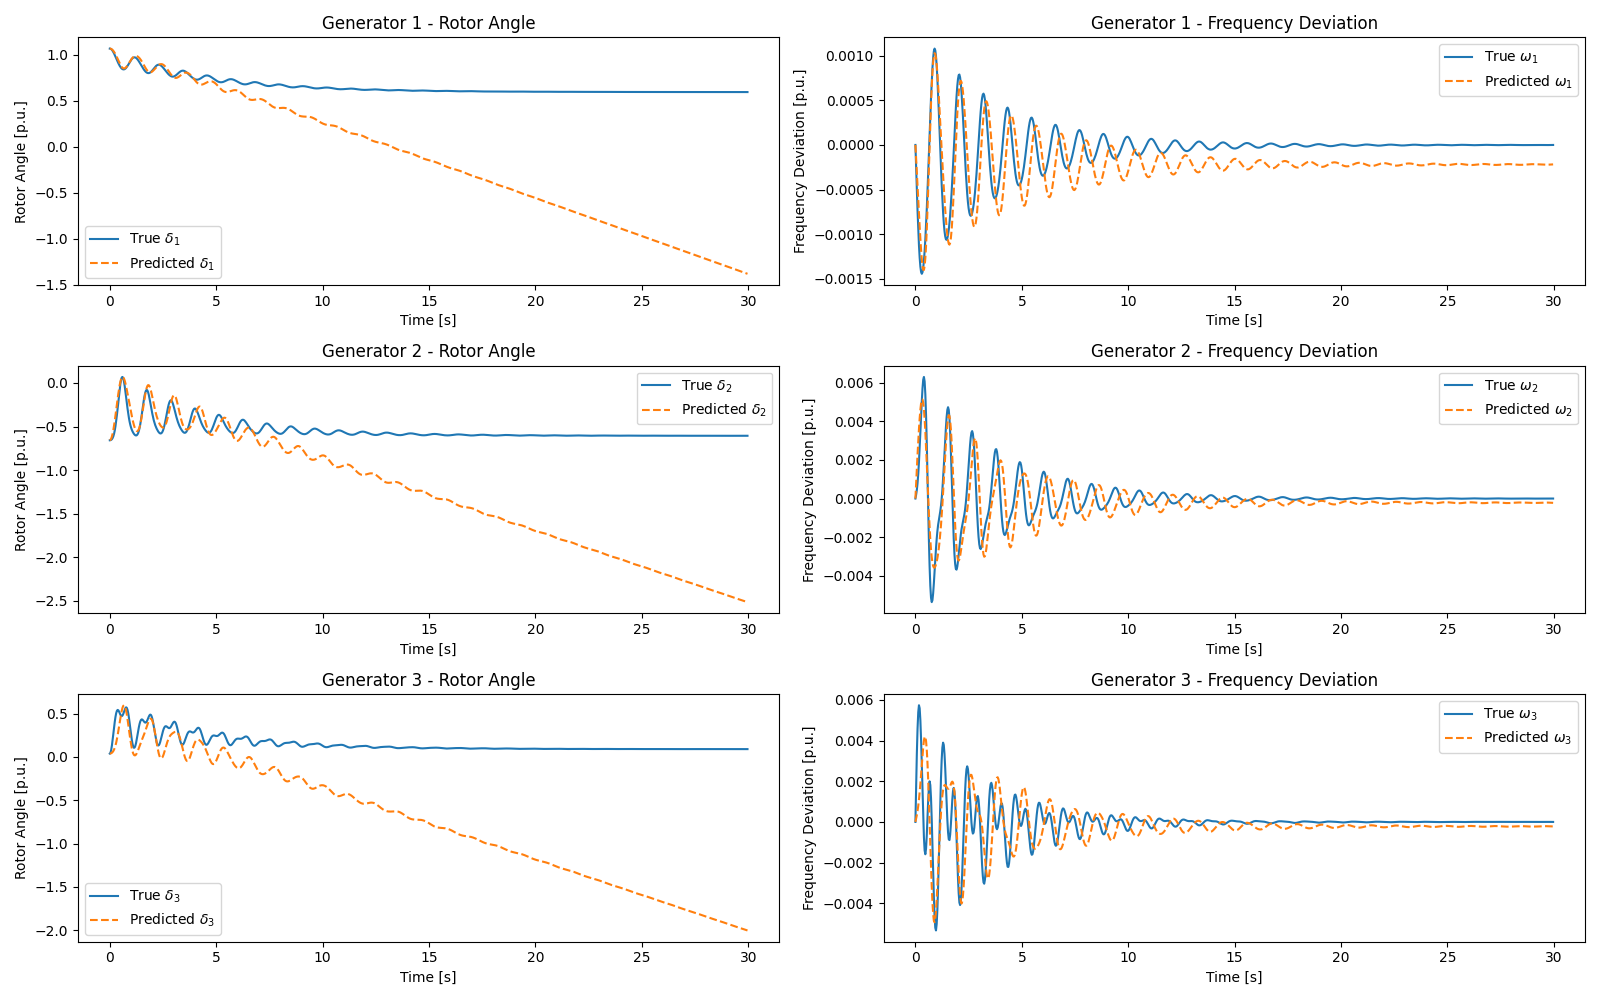 Generator 1 - Rotor Angle
Rotor Angle [p.u.]
1.0
0.5
0.0
−0.5
−1.0
−1.5
True δ1
Predicted δ1
0 5 10 15 20 25 30
Time [s]
Generator 1 - Frequency Deviation
Frequency Deviation [p.u.]
0.0010
0.0005
0.0000
−0.0005
−0.0010
−0.0015
True ω1
Predicted ω1
0 5 10 15 20 25 30
Time [s]
Generator 2 - Rotor Angle
Rotor Angle [p.u.]
0.0
−0.5
−1.0
−1.5
−2.0
−2.5
True δ2
Predicted δ2
0 5 10 15 20 25 30
Time [s]
Generator 2 - Frequency Deviation
Frequency Deviation [p.u.]
0.006
0.004
0.002
0.000
−0.002
−0.004
True ω2
Predicted ω2
0 5 10 15 20 25 30
Time [s]
Generator 3 - Rotor Angle
Rotor Angle [p.u.]
0.5
0.0
−0.5
−1.0
−1.5
−2.0
True δ3
Predicted δ3
0 5 10 15 20 25 30
Time [s]
Generator 3 - Frequency Deviation
Frequency Deviation [p.u.]
0.006
0.004
0.002
0.000
−0.002
−0.004
True ω3
Predicted ω3
0 5 10 15 20 25 30
Time [s]